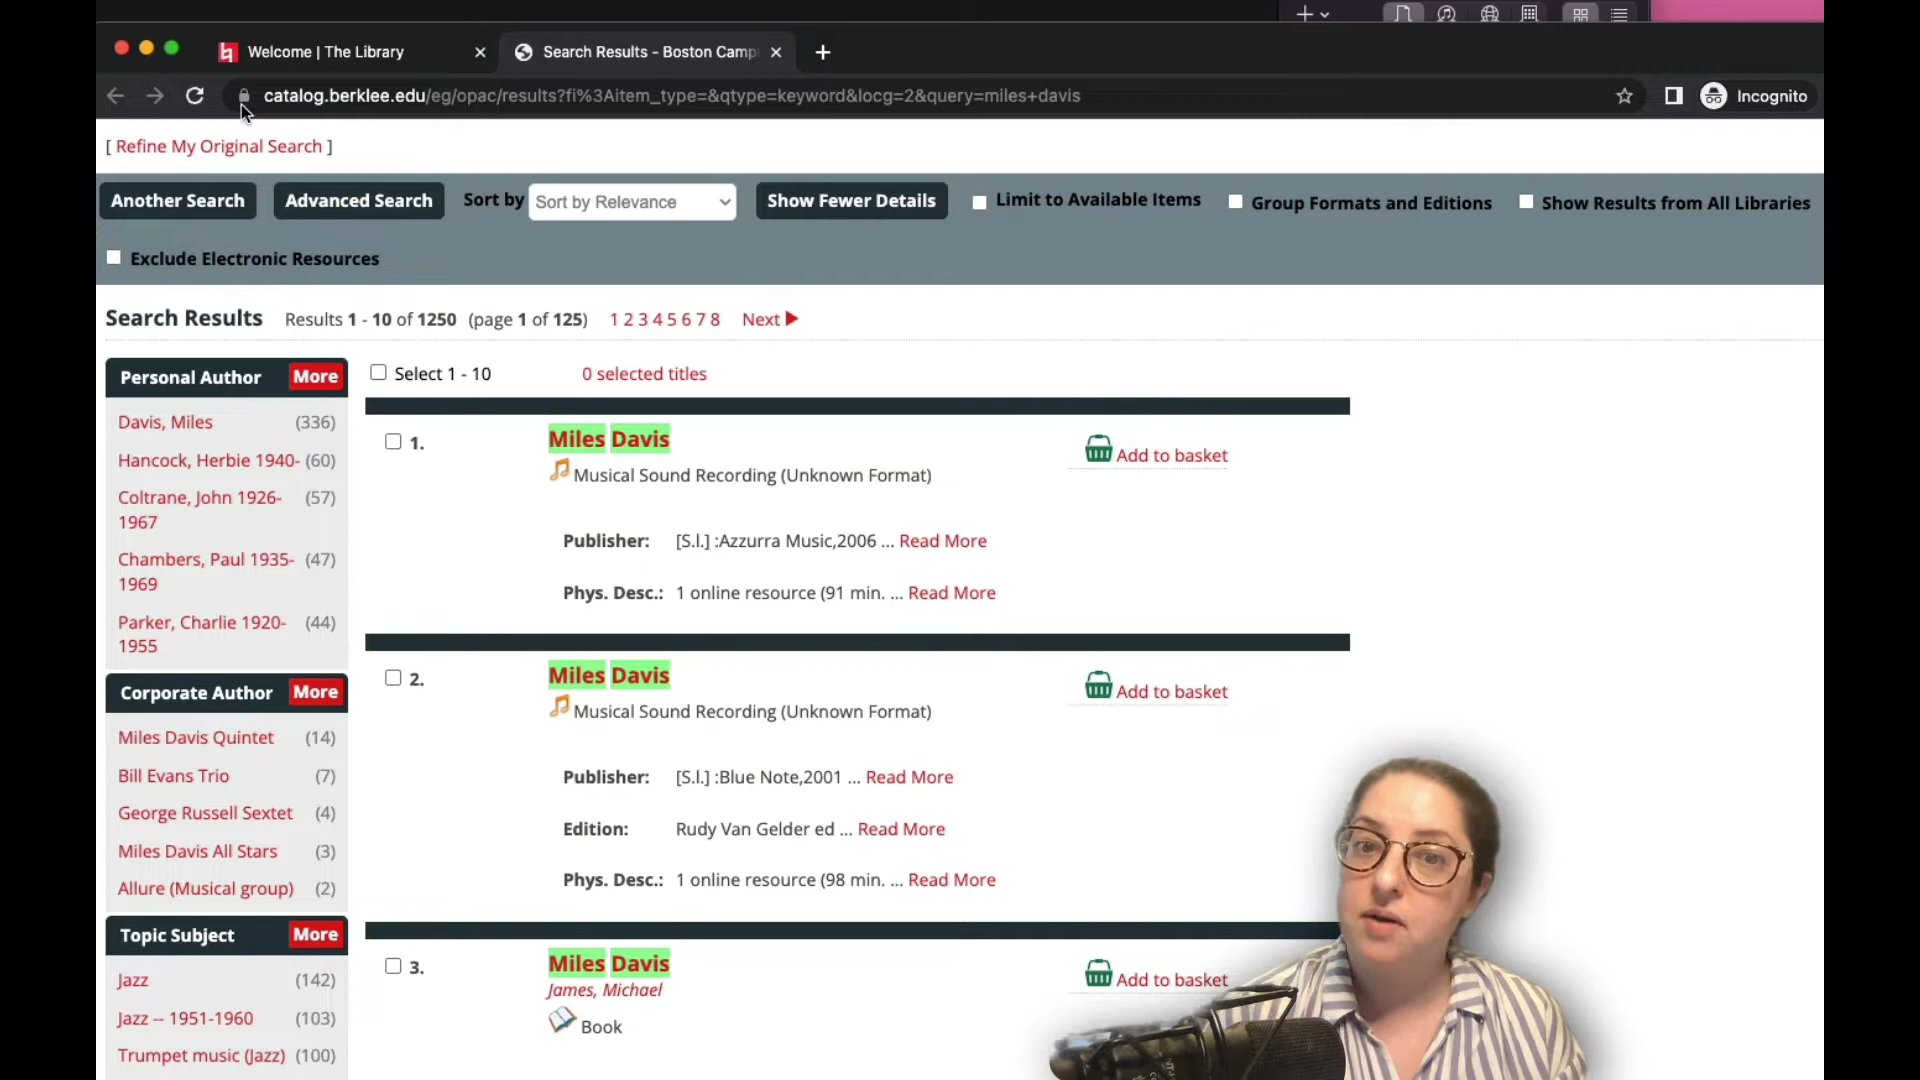 Welcome | The Library
Search Results - Boston Camp
catalog.berklee.edu/eg/opac/results?fi%3Aitem_type=&qtype=keyword&locg=2&query=miles+davis
Incognito
[ Refine My Original Search ]
Another Search
Advanced Search
Sort by
Sort by Relevance
Show Fewer Details
Limit to Available Items
Group Formats and Editions
Show Results from All Libraries
Exclude Electronic Resources
Search Results
Results 1 - 10 of 1250 (page 1 of 125)
1 2 3 4 5 6 7 8
Next
Personal Author
More
Davis, Miles (336)
Hancock, Herbie 1940- (60)
Coltrane, John 1926- (57)
1967
Chambers, Paul 1935- (47)
1969
Parker, Charlie 1920- (44)
1955
Corporate Author
More
Miles Davis Quintet (14)
Bill Evans Trio (7)
George Russell Sextet (4)
Miles Davis All Stars (3)
Allure (Musical group) (2)
Topic Subject
More
Jazz (142)
Jazz -- 1951-1960 (103)
Trumpet music (Jazz) (100)
Select 1 - 10
0 selected titles
1.
Miles Davis
Musical Sound Recording (Unknown Format)
Add to basket
Publisher: [S.l.] :Azzurra Music,2006 ... Read More
Phys. Desc.: 1 online resource (91 min. ... Read More
2.
Miles Davis
Musical Sound Recording (Unknown Format)
Add to basket
Publisher: [S.l.] :Blue Note,2001 ... Read More
Edition: Rudy Van Gelder ed ... Read More
Phys. Desc.: 1 online resource (98 min. ... Read More
3.
Miles Davis
James, Michael
Book
Add to basket